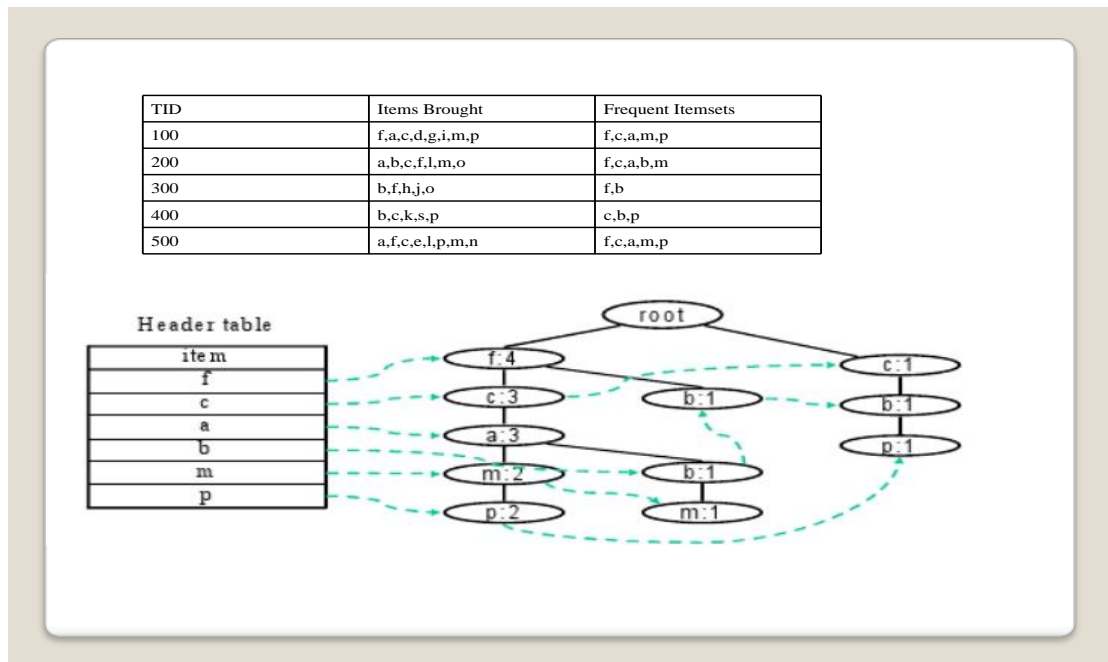 TID Items Brought Frequent Itemsets
100 f,a,c,d,g,i,m,p f,c,a,m,p
200 a,b,c,f,l,m,o f,c,a,b,m
300 b,f,h,j,o f,b
400 b,c,k,s,p c,b,p
500 a,f,c,e,l,p,m,n f,c,a,m,p
Header table
item
f
c
a
b
m
p
root
f:4
c:1
c:3
b:1
b:1
a:3
p:1
m:2
b:1
p:2
m:1